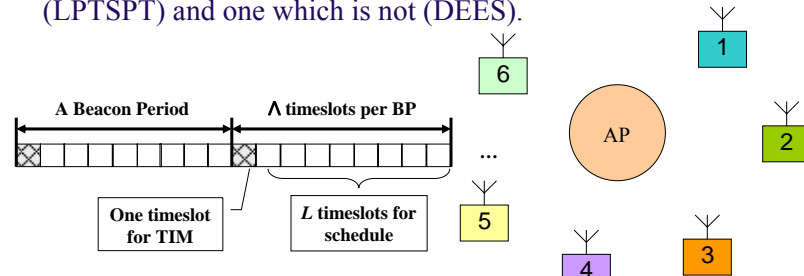 (LPTSPT) and one which is not (DEES).
A Beacon Period
Λ timeslots per BP
...
One timeslot
for TIM
L timeslots for
schedule
6
1
AP
2
5
4
3